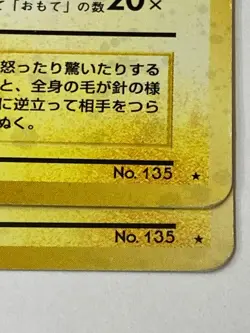 て「おもて」の数20×
怒ったり驚いたりする
と、全身の毛が針の様
に逆立って相手をつら
ぬく。
No. 135 ★
No. 135 ★